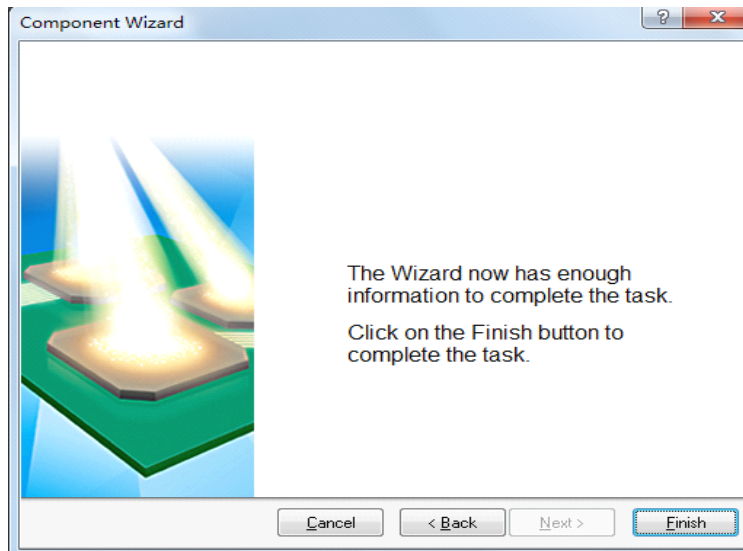 Component Wizard
?
X
The Wizard now has enough
information to complete the task.
Click on the Finish button to
complete the task.
Cancel
< Back
Next >
Finish